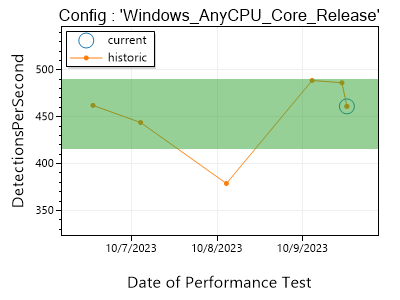 Config : 'Windows_AnyCPU_Core_Release'
current
historic
500
450
400
350
DetectionsPerSecond
10/7/2023 10/8/2023 10/9/2023
Date of Performance Test